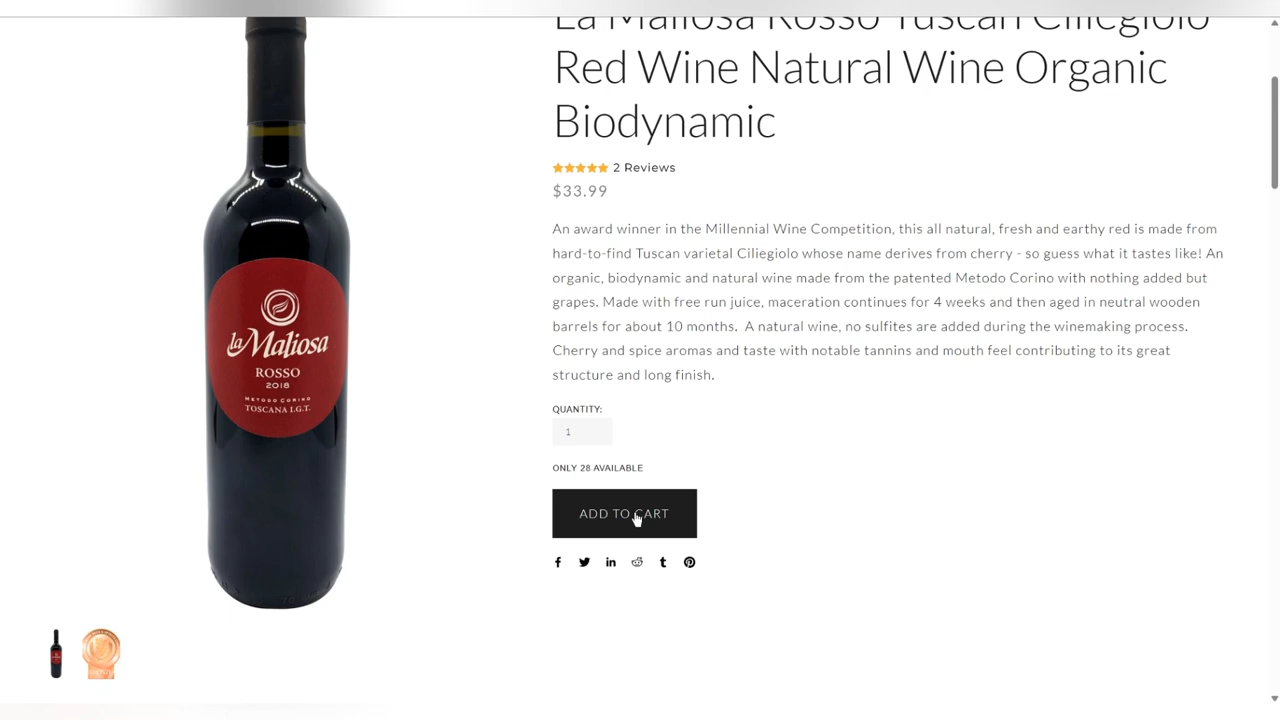 La Maliosa Rosso Tuscan Ciliegiolo
Red Wine Natural Wine Organic
Biodynamic
2 Reviews
$33.99
An award winner in the Millennial Wine Competition, this all natural, fresh and earthy red is made from
hard-to-find Tuscan varietal Ciliegiolo whose name derives from cherry - so guess what it tastes like! An
organic, biodynamic and natural wine made from the patented Metodo Corino with nothing added but
grapes. Made with free run juice, maceration continues for 4 weeks and then aged in neutral wooden
barrels for about 10 months. A natural wine, no sulfites are added during the winemaking process.
Cherry and spice aromas and taste with notable tannins and mouth feel contributing to its great
structure and long finish.
QUANTITY:
1
ONLY 28 AVAILABLE
ADD TO CART
la Maliosa
ROSSO
2018
METODO CORINO
TOSCANA I.G.T.